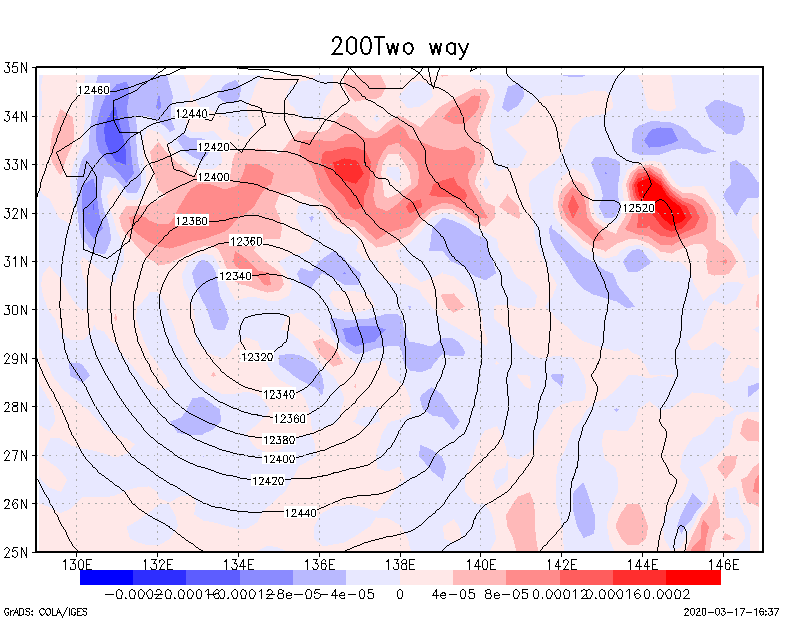 200Two way
35N
12460
34N
12440
12420
33N
12400
12380
12520
32N
12360
31N
12340
30N
12320
29N
12340
28N
12360
12380
27N
12400
12420
26N
12440
25N
130E 132E 134E 136E 138E 140E 142E 144E 146E
-0.0002 -0.00016 -0.00012 -8e-05 -4e-05 0 4e-05 8e-05 0.00012 0.00016 0.0002
GrADS: COLA/IGES
2020-03-17-16:37